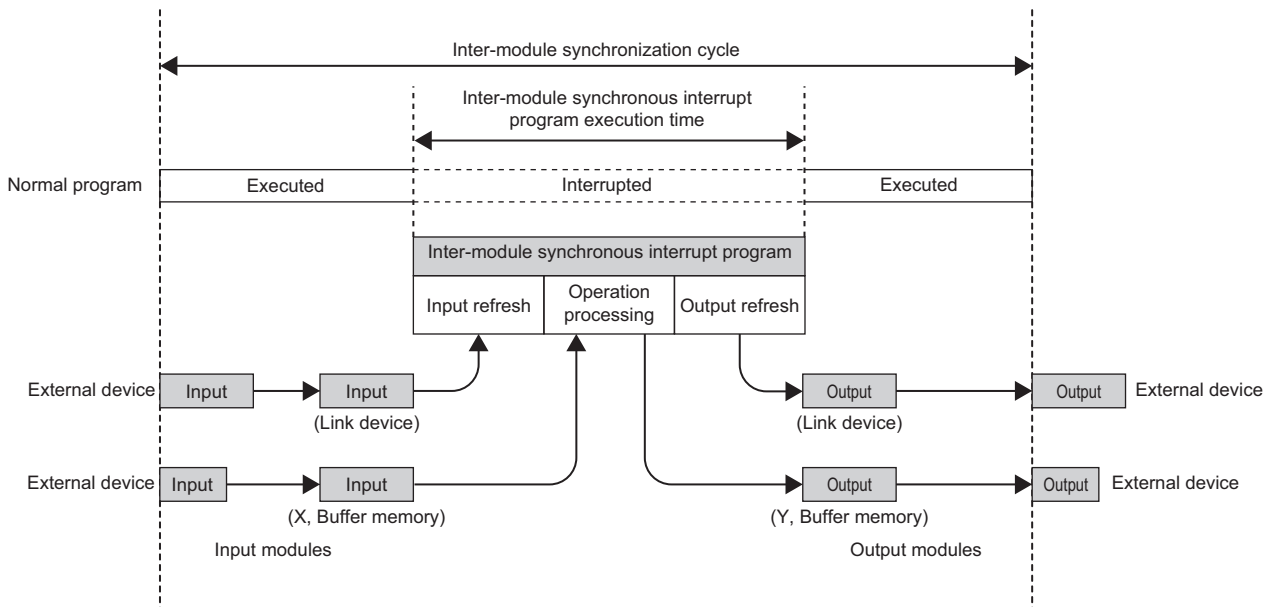 Inter-module synchronization cycle
Inter-module synchronous interrupt
program execution time
Normal program
Executed
Interrupted
Executed
Inter-module synchronous interrupt program
Input refresh
Operation
processing
Output refresh
External device
Input
Input
(Link device)
Output
(Link device)
Output
External device
External device
Input
Input
(X, Buffer memory)
Output
(Y, Buffer memory)
Output
External device
Input modules
Output modules